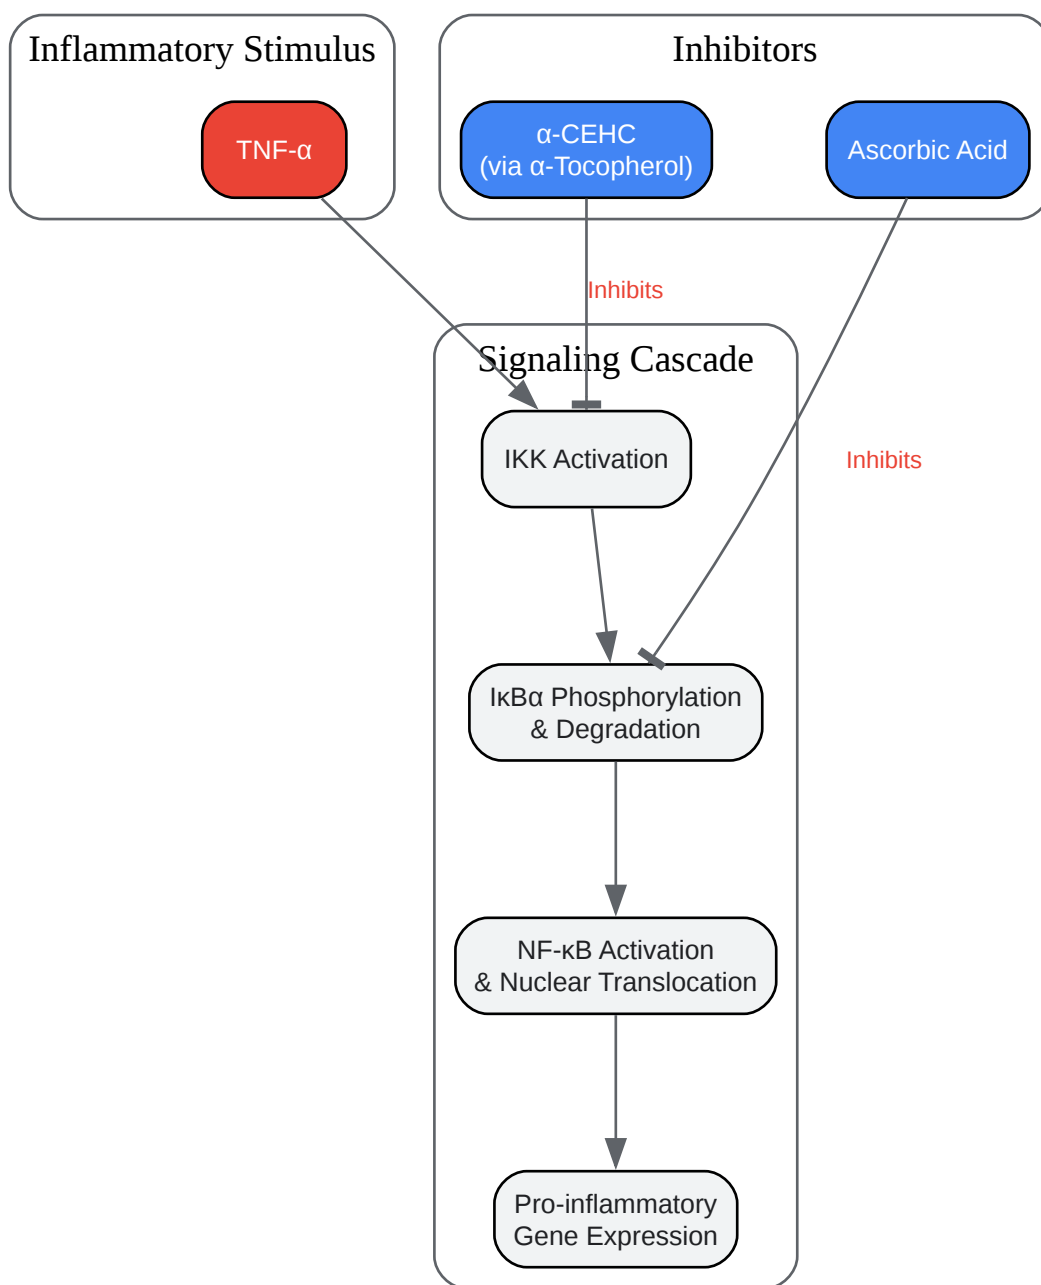 Inflammatory Stimulus
Inhibitors
TNF-α
α-CEHC
(via α-Tocopherol)
Ascorbic Acid
Inhibits
Signaling Cascade
IKK Activation
Inhibits
IκBα Phosphorylation
& Degradation
NF-κB Activation
& Nuclear Translocation
Pro-inflammatory
Gene Expression